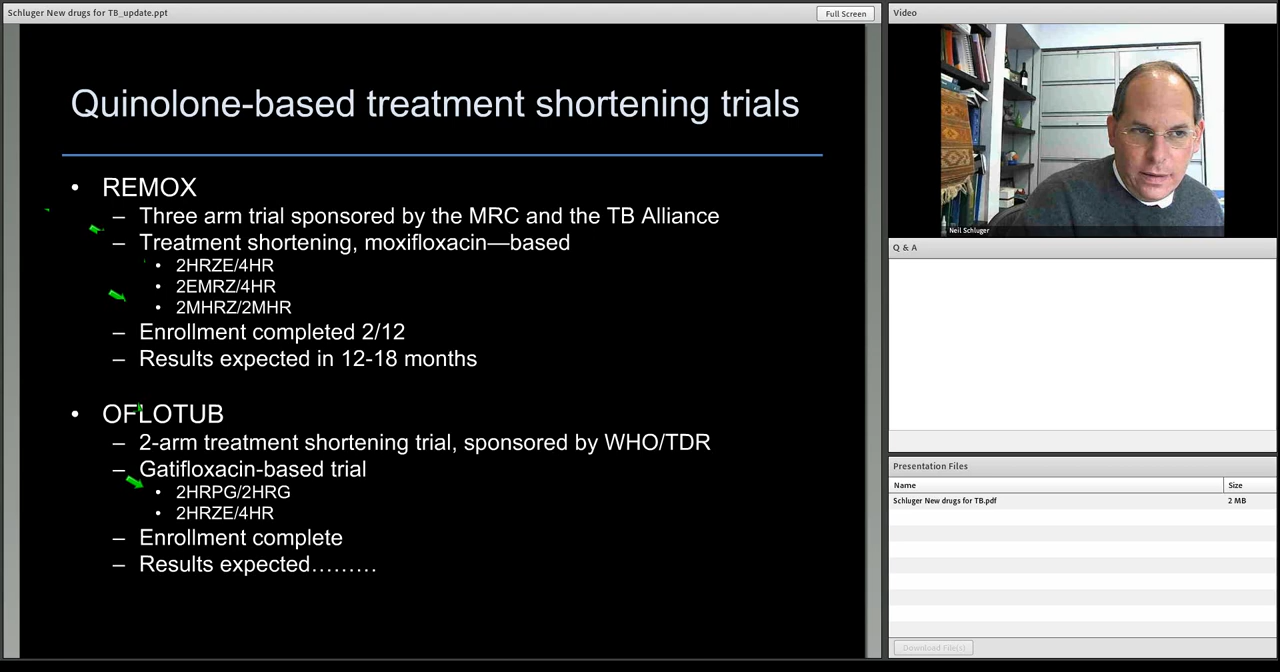 Schluger New drugs for TB_update.ppt
Full Screen
Quinolone-based treatment shortening trials
• REMOX
– Three arm trial sponsored by the MRC and the TB Alliance
– Treatment shortening, moxifloxacin—based
• 2HRZE/4HR
• 2EMRZ/4HR
• 2MHRZ/2MHR
– Enrollment completed 2/12
– Results expected in 12-18 months
• OFLOTUB
– 2-arm treatment shortening trial, sponsored by WHO/TDR
– Gatifloxacin-based trial
• 2HRPG/2HRG
• 2HRZE/4HR
– Enrollment complete
– Results expected………
Video
Neil Schluger
Q & A
Presentation Files
Name Size
Schluger New drugs for TB.pdf 2 MB
Download File(s)